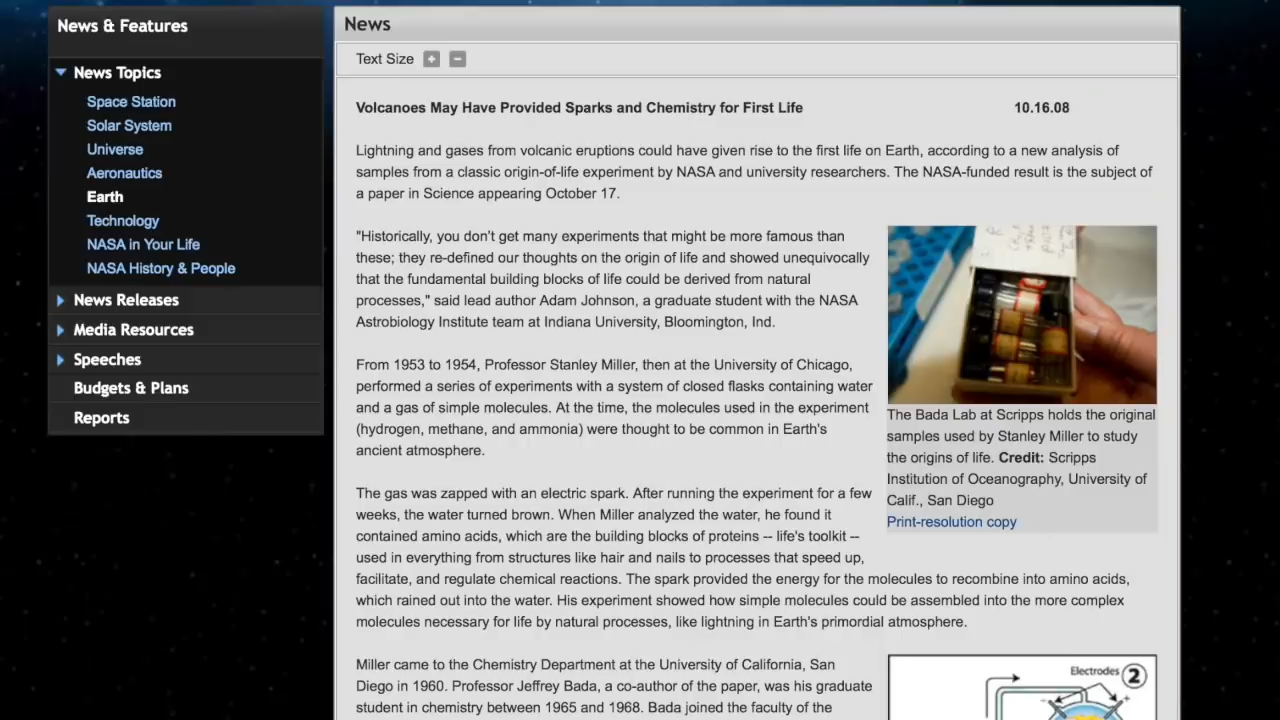 News & Features
News Topics
Space Station
Solar System
Universe
Aeronautics
Earth
Technology
NASA in Your Life
NASA History & People
News Releases
Media Resources
Speeches
Budgets & Plans
Reports
News
Text Size + −
Volcanoes May Have Provided Sparks and Chemistry for First Life 10.16.08
Lightning and gases from volcanic eruptions could have given rise to the first life on Earth, according to a new analysis of
samples from a classic origin-of-life experiment by NASA and university researchers. The NASA-funded result is the subject of
a paper in Science appearing October 17.
"Historically, you don't get many experiments that might be more famous than
these; they re-defined our thoughts on the origin of life and showed unequivocally
that the fundamental building blocks of life could be derived from natural
processes," said lead author Adam Johnson, a graduate student with the NASA
Astrobiology Institute team at Indiana University, Bloomington, Ind.
From 1953 to 1954, Professor Stanley Miller, then at the University of Chicago,
performed a series of experiments with a system of closed flasks containing water
and a gas of simple molecules. At the time, the molecules used in the experiment
(hydrogen, methane, and ammonia) were thought to be common in Earth's
ancient atmosphere.
The gas was zapped with an electric spark. After running the experiment for a few
weeks, the water turned brown. When Miller analyzed the water, he found it
contained amino acids, which are the building blocks of proteins -- life's toolkit --
used in everything from structures like hair and nails to processes that speed up,
facilitate, and regulate chemical reactions. The spark provided the energy for the molecules to recombine into amino acids,
which rained out into the water. His experiment showed how simple molecules could be assembled into the more complex
molecules necessary for life by natural processes, like lightning in Earth's primordial atmosphere.
Miller came to the Chemistry Department at the University of California, San
Diego in 1960. Professor Jeffrey Bada, a co-author of the paper, was his graduate
student in chemistry between 1965 and 1968. Bada joined the faculty of the
The Bada Lab at Scripps holds the original
samples used by Stanley Miller to study
the origins of life. Credit: Scripps
Institution of Oceanography, University of
Calif., San Diego
Print-resolution copy
Electrodes 2